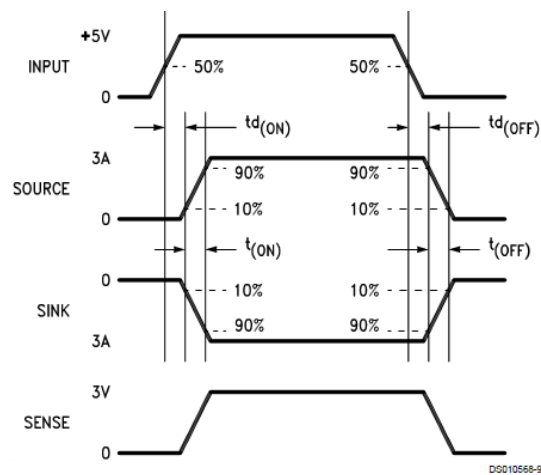 +5V
INPUT
50%
50%
0
td(ON)
td(OFF)
3A
SOURCE
90%
90%
10%
10%
0
t(ON)
t(OFF)
0
SINK
10%
10%
90%
90%
3A
3V
SENSE
0
DS010568-9